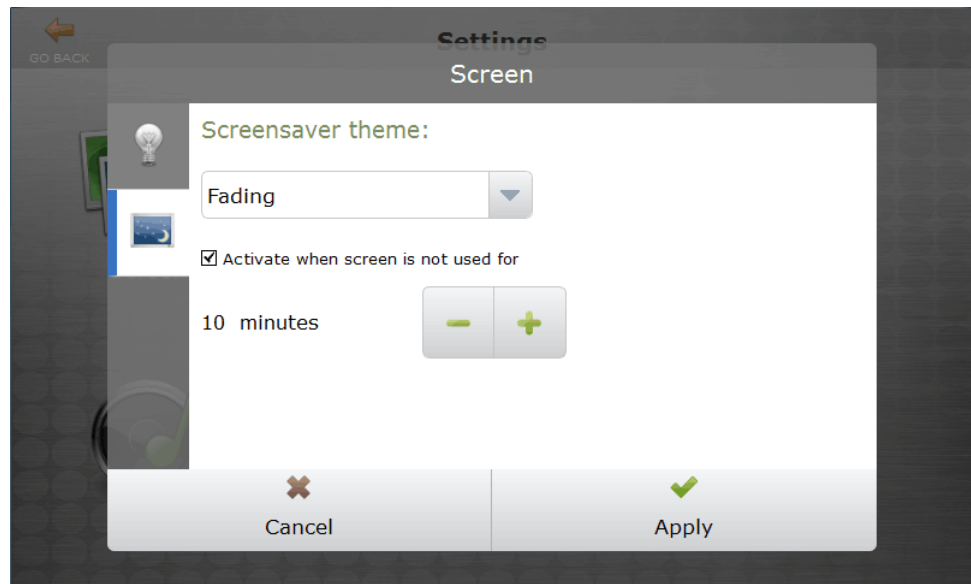 Settings
GO BACK
Screen
Screensaver theme:
Fading
Activate when screen is not used for
10 minutes
Cancel
Apply